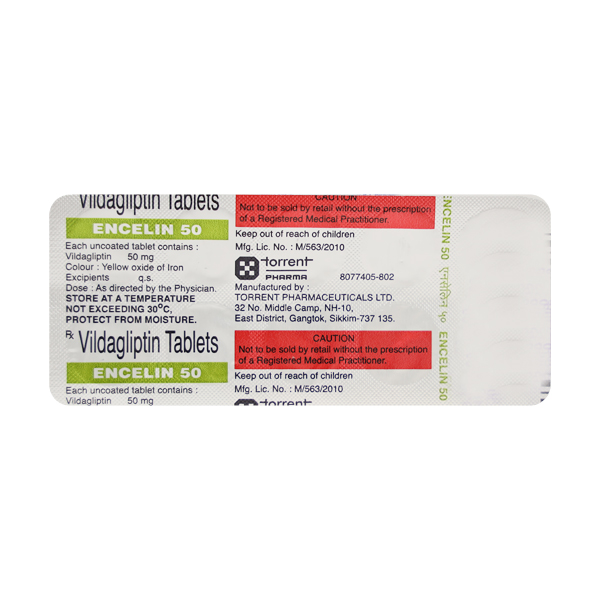 Vildagliptin Tablets
ENCELIN 50
Each uncoated tablet contains :
Vildagliptin 50 mg
Colour : Yellow oxide of Iron
Excipients q.s.
Dose : As directed by the Physician.
STORE AT A TEMPERATURE
NOT EXCEEDING 30°C,
PROTECT FROM MOISTURE.
Rx Vildagliptin Tablets
ENCELIN 50
Each uncoated tablet contains :
Vildagliptin 50 mg
CAUTION
Not to be sold by retail without the prescription
of a Registered Medical Practitioner.
Keep out of reach of children
Mfg. Lic. No. : M/563/2010
torrent
PHARMA 8077405-802
Manufactured by :
TORRENT PHARMACEUTICALS LTD.
32 No. Middle Camp, NH-10,
East District, Gangtok, Sikkim-737 135.
CAUTION
Not to be sold by retail without the prescription
of a Registered Medical Practitioner.
Keep out of reach of children
Mfg. Lic. No. : M/563/2010
torrent
ENCELIN 50 एनसेलिन ५० ENCELIN 50